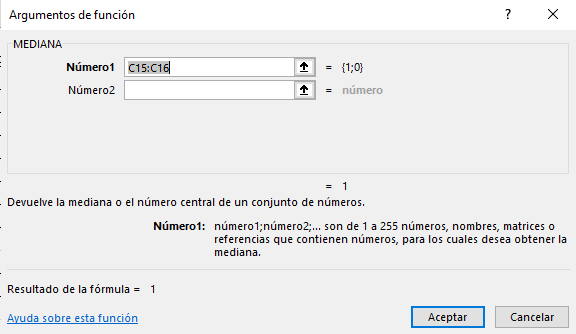 Argumentos de función
MEDIANA
Número1 C15:C16 = {1;0}
Número2 = número
= 1
Devuelve la mediana o el número central de un conjunto de números.
Número1: número1;número2;... son de 1 a 255 números, nombres, matrices o
referencias que contienen números, para los cuales desea obtener la
mediana.
Resultado de la fórmula = 1
Ayuda sobre esta función
Aceptar Cancelar